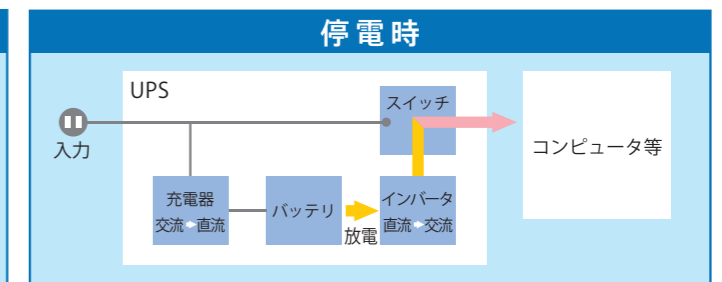 停電時
UPS
スイッチ
入力
コンピュータ等
充電器
交流 直流
バッテリ
放電
インバータ
直流 交流